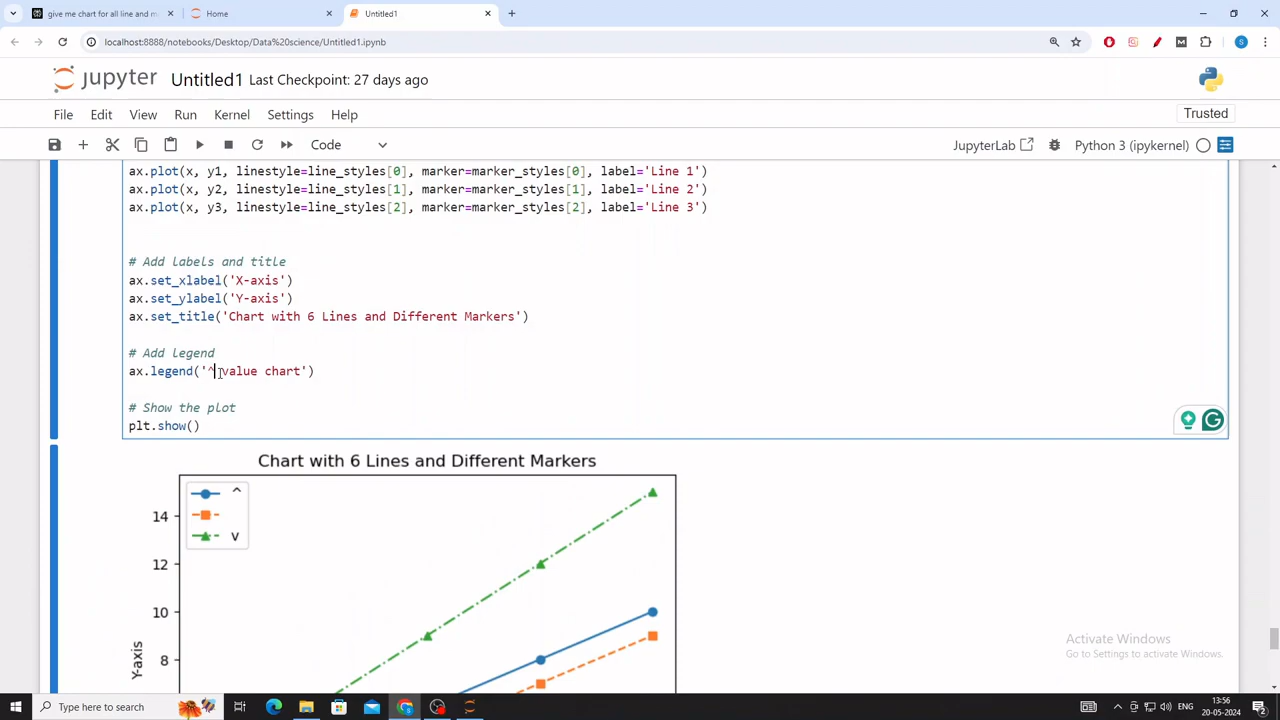 give me chart for all line and m
Home
Untitled1
localhost:8888/notebooks/Desktop/Data%20science/Untitled1.ipynb
jupyter Untitled1 Last Checkpoint: 27 days ago
File Edit View Run Kernel Settings Help
Trusted
Code
JupyterLab
Python 3 (ipykernel)
ax.plot(x, y1, linestyle=line_styles[0], marker=marker_styles[0], label='Line 1')
ax.plot(x, y2, linestyle=line_styles[1], marker=marker_styles[1], label='Line 2')
ax.plot(x, y3, linestyle=line_styles[2], marker=marker_styles[2], label='Line 3')
# Add labels and title
ax.set_xlabel('X-axis')
ax.set_ylabel('Y-axis')
ax.set_title('Chart with 6 Lines and Different Markers')
# Add legend
ax.legend('^ value chart')
# Show the plot
plt.show()
Chart with 6 Lines and Different Markers
^
v
14
12
10
8
Y-axis
Activate Windows
Go to Settings to activate Windows.
Type here to search
13:56
20-05-2024